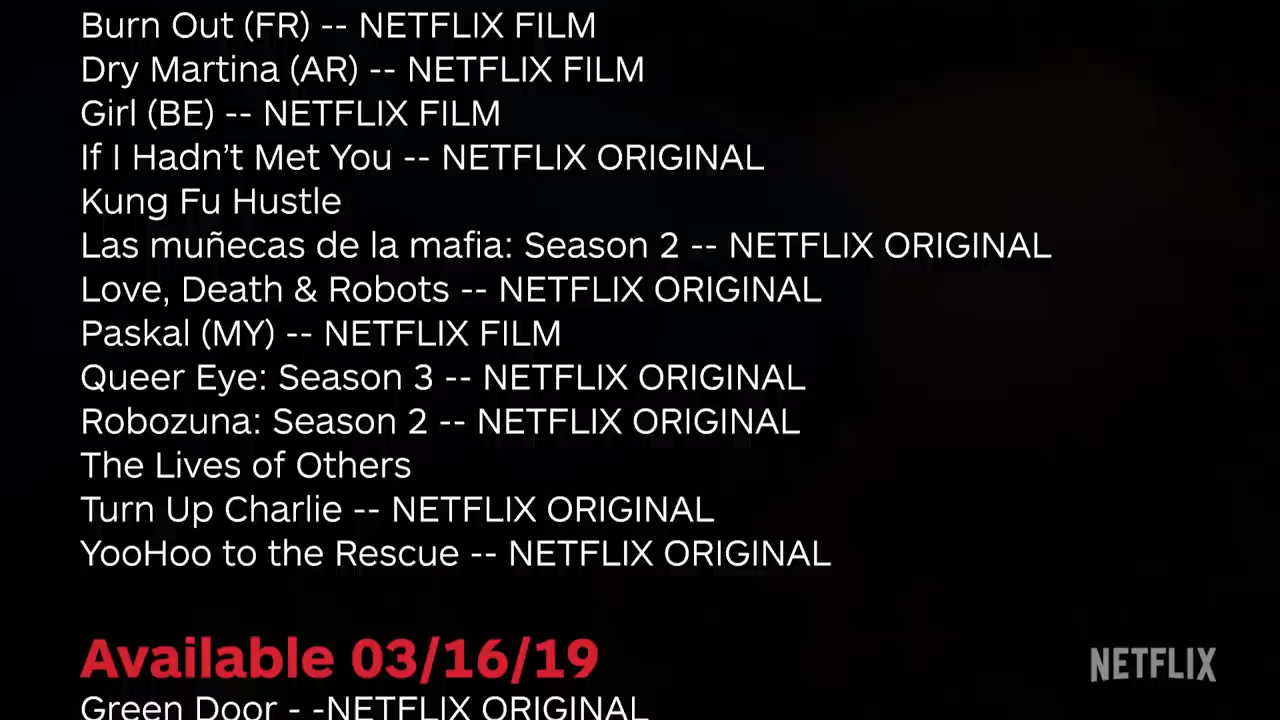 Burn Out (FR) -- NETFLIX FILM
Dry Martina (AR) -- NETFLIX FILM
Girl (BE) -- NETFLIX FILM
If I Hadn’t Met You -- NETFLIX ORIGINAL
Kung Fu Hustle
Las muñecas de la mafia: Season 2 -- NETFLIX ORIGINAL
Love, Death & Robots -- NETFLIX ORIGINAL
Paskal (MY) -- NETFLIX FILM
Queer Eye: Season 3 -- NETFLIX ORIGINAL
Robozuna: Season 2 -- NETFLIX ORIGINAL
The Lives of Others
Turn Up Charlie -- NETFLIX ORIGINAL
YooHoo to the Rescue -- NETFLIX ORIGINAL
Available 03/16/19
NETFLIX
Green Door - -NETFLIX ORIGINAL